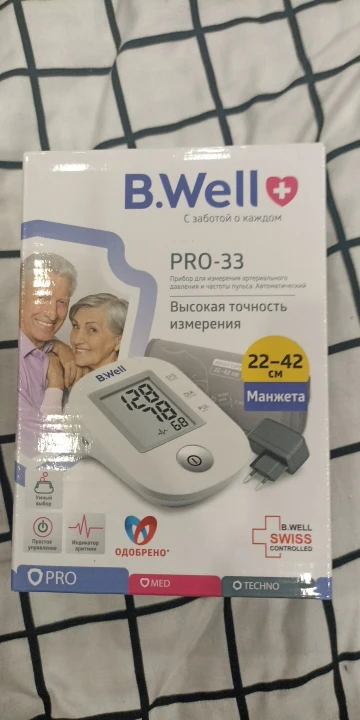 B.Well
С заботой о каждом
PRO-33
Прибор для измерения артериального
давления и частоты пульса. Автоматический
Высокая точность
измерения
22-42
см
Манжета
B.Well
128
78
68
Умный
выбор
Простое
управление
Индикатор
аритмии
ОДОБРЕНО*
B.WELL
SWISS
CONTROLLED
PRO
MED
TECHNO